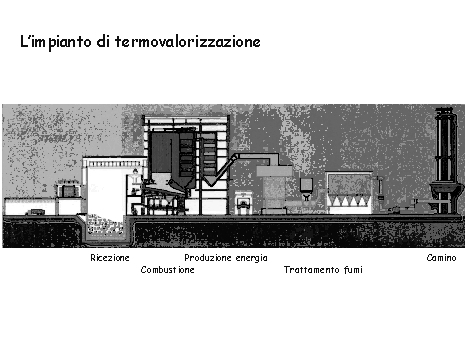 L'impianto di termovalorizzazione
Ricezione
Produzione energia
Camino
Combustione
Trattamento fumi